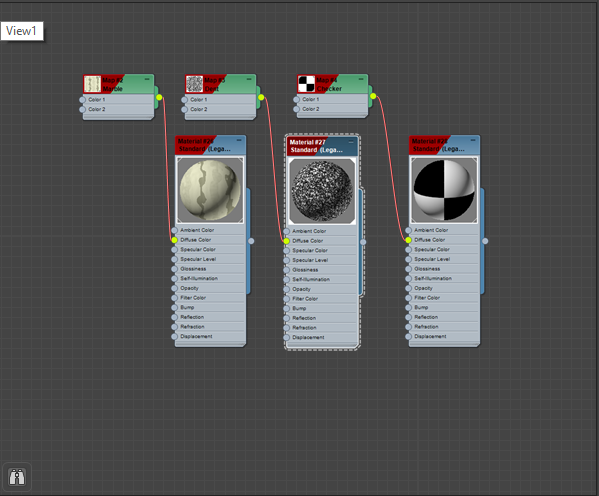 View1
Map #2
Marble
Color 1
Color 2
Map #3
Dent
Color 1
Color 2
Map #4
Checker
Color 1
Color 2
Standard (Lega...
Ambient Color
Diffuse Color
Specular Color
Specular Level
Glossiness
Self-Illumination
Opacity
Filter Color
Bump
Reflection
Refraction
Displacement
Material #27
Standard (Lega...
Ambient Color
Diffuse Color
Specular Color
Specular Level
Glossiness
Self-Illumination
Opacity
Filter Color
Bump
Reflection
Refraction
Displacement
Standard (Lega...
Ambient Color
Diffuse Color
Specular Color
Specular Level
Glossiness
Self-Illumination
Opacity
Filter Color
Bump
Reflection
Refraction
Displacement